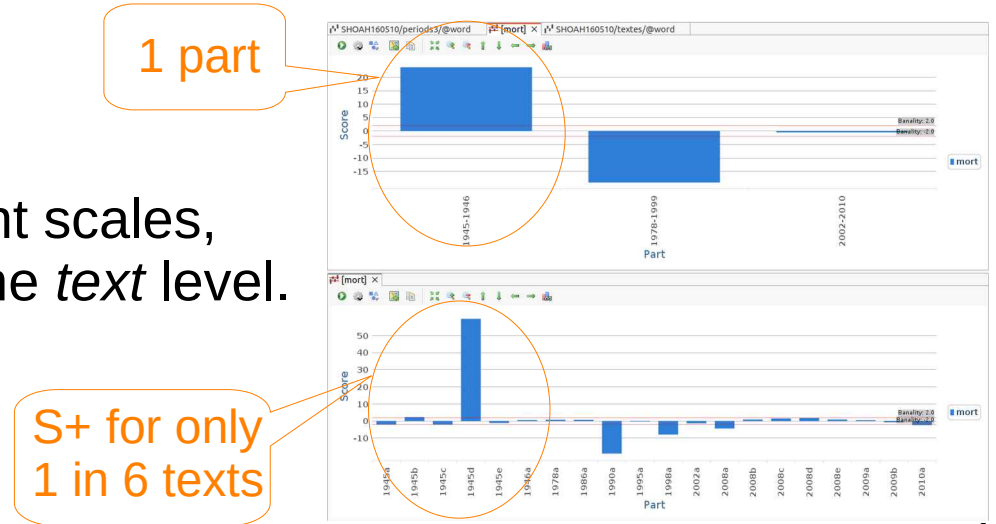 1 part
nt scales,
ne text level.
S+ for only
1 in 6 texts
SHOAH160510/periods3/@word
[mort]
SHOAH160510/textes/@word
Score
20
15
10
5
0
-5
-10
-15
Banality: 2.0
Banality: -2.0
mort
1945-1946
1978-1999
2002-2010
Part
[mort]
Score
50
40
30
20
10
0
-10
Banality: 2.0
Banality: -2.0
mort
1945a
1945b
1945c
1945d
1945e
1946a
1978a
1986a
1990a
1995a
1998a
2002a
2008a
2008b
2008c
2008d
2008e
2009a
2009b
2010a
Part